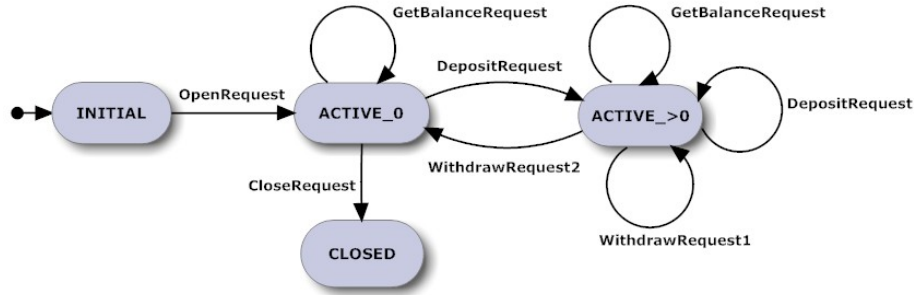 GetBalanceRequest
GetBalanceRequest
DepositRequest
OpenRequest
DepositRequest
INITIAL
ACTIVE_0
ACTIVE_>0
WithdrawRequest2
CloseRequest
WithdrawRequest1
CLOSED